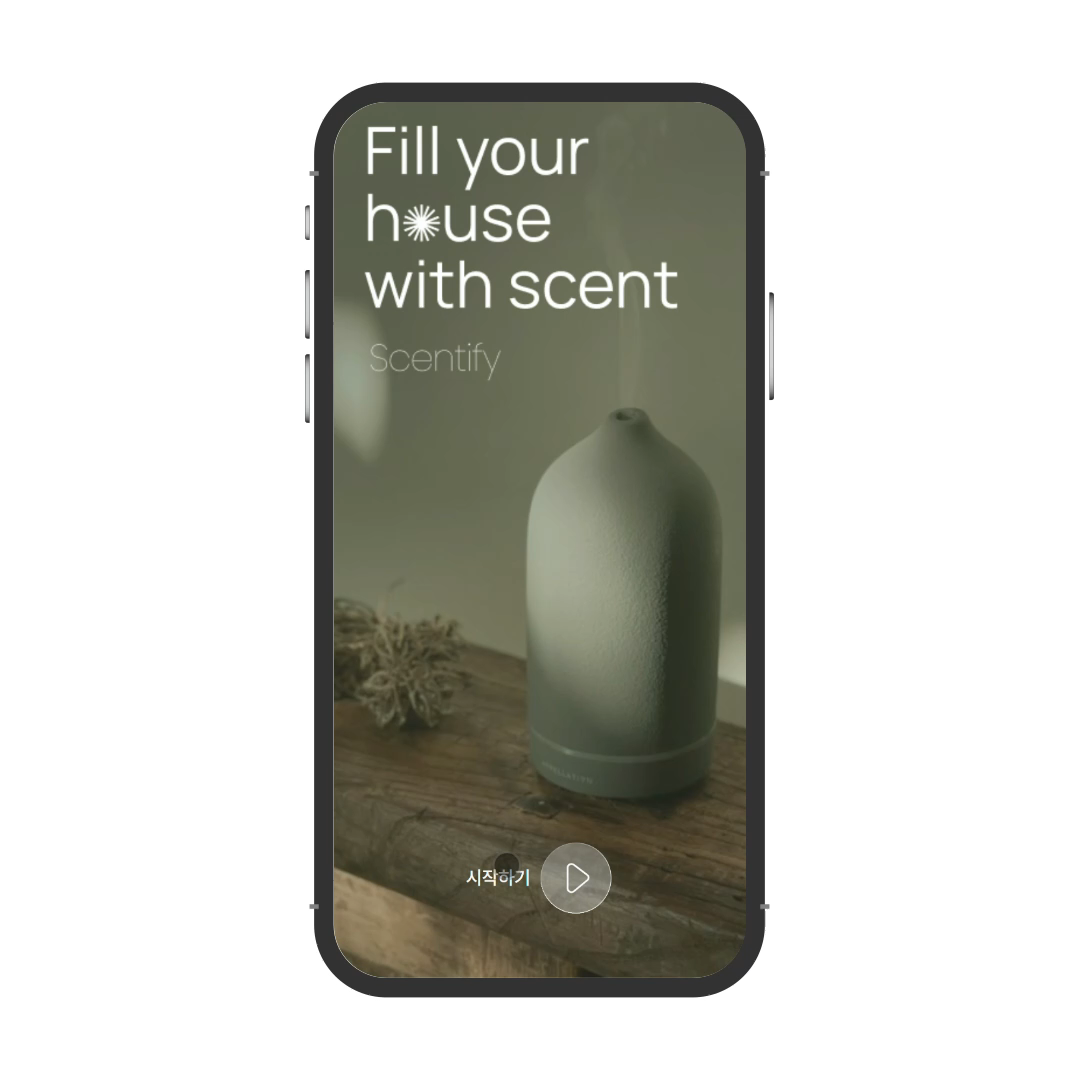 Fill your
h✺use
with scent
Scentify
시작하기